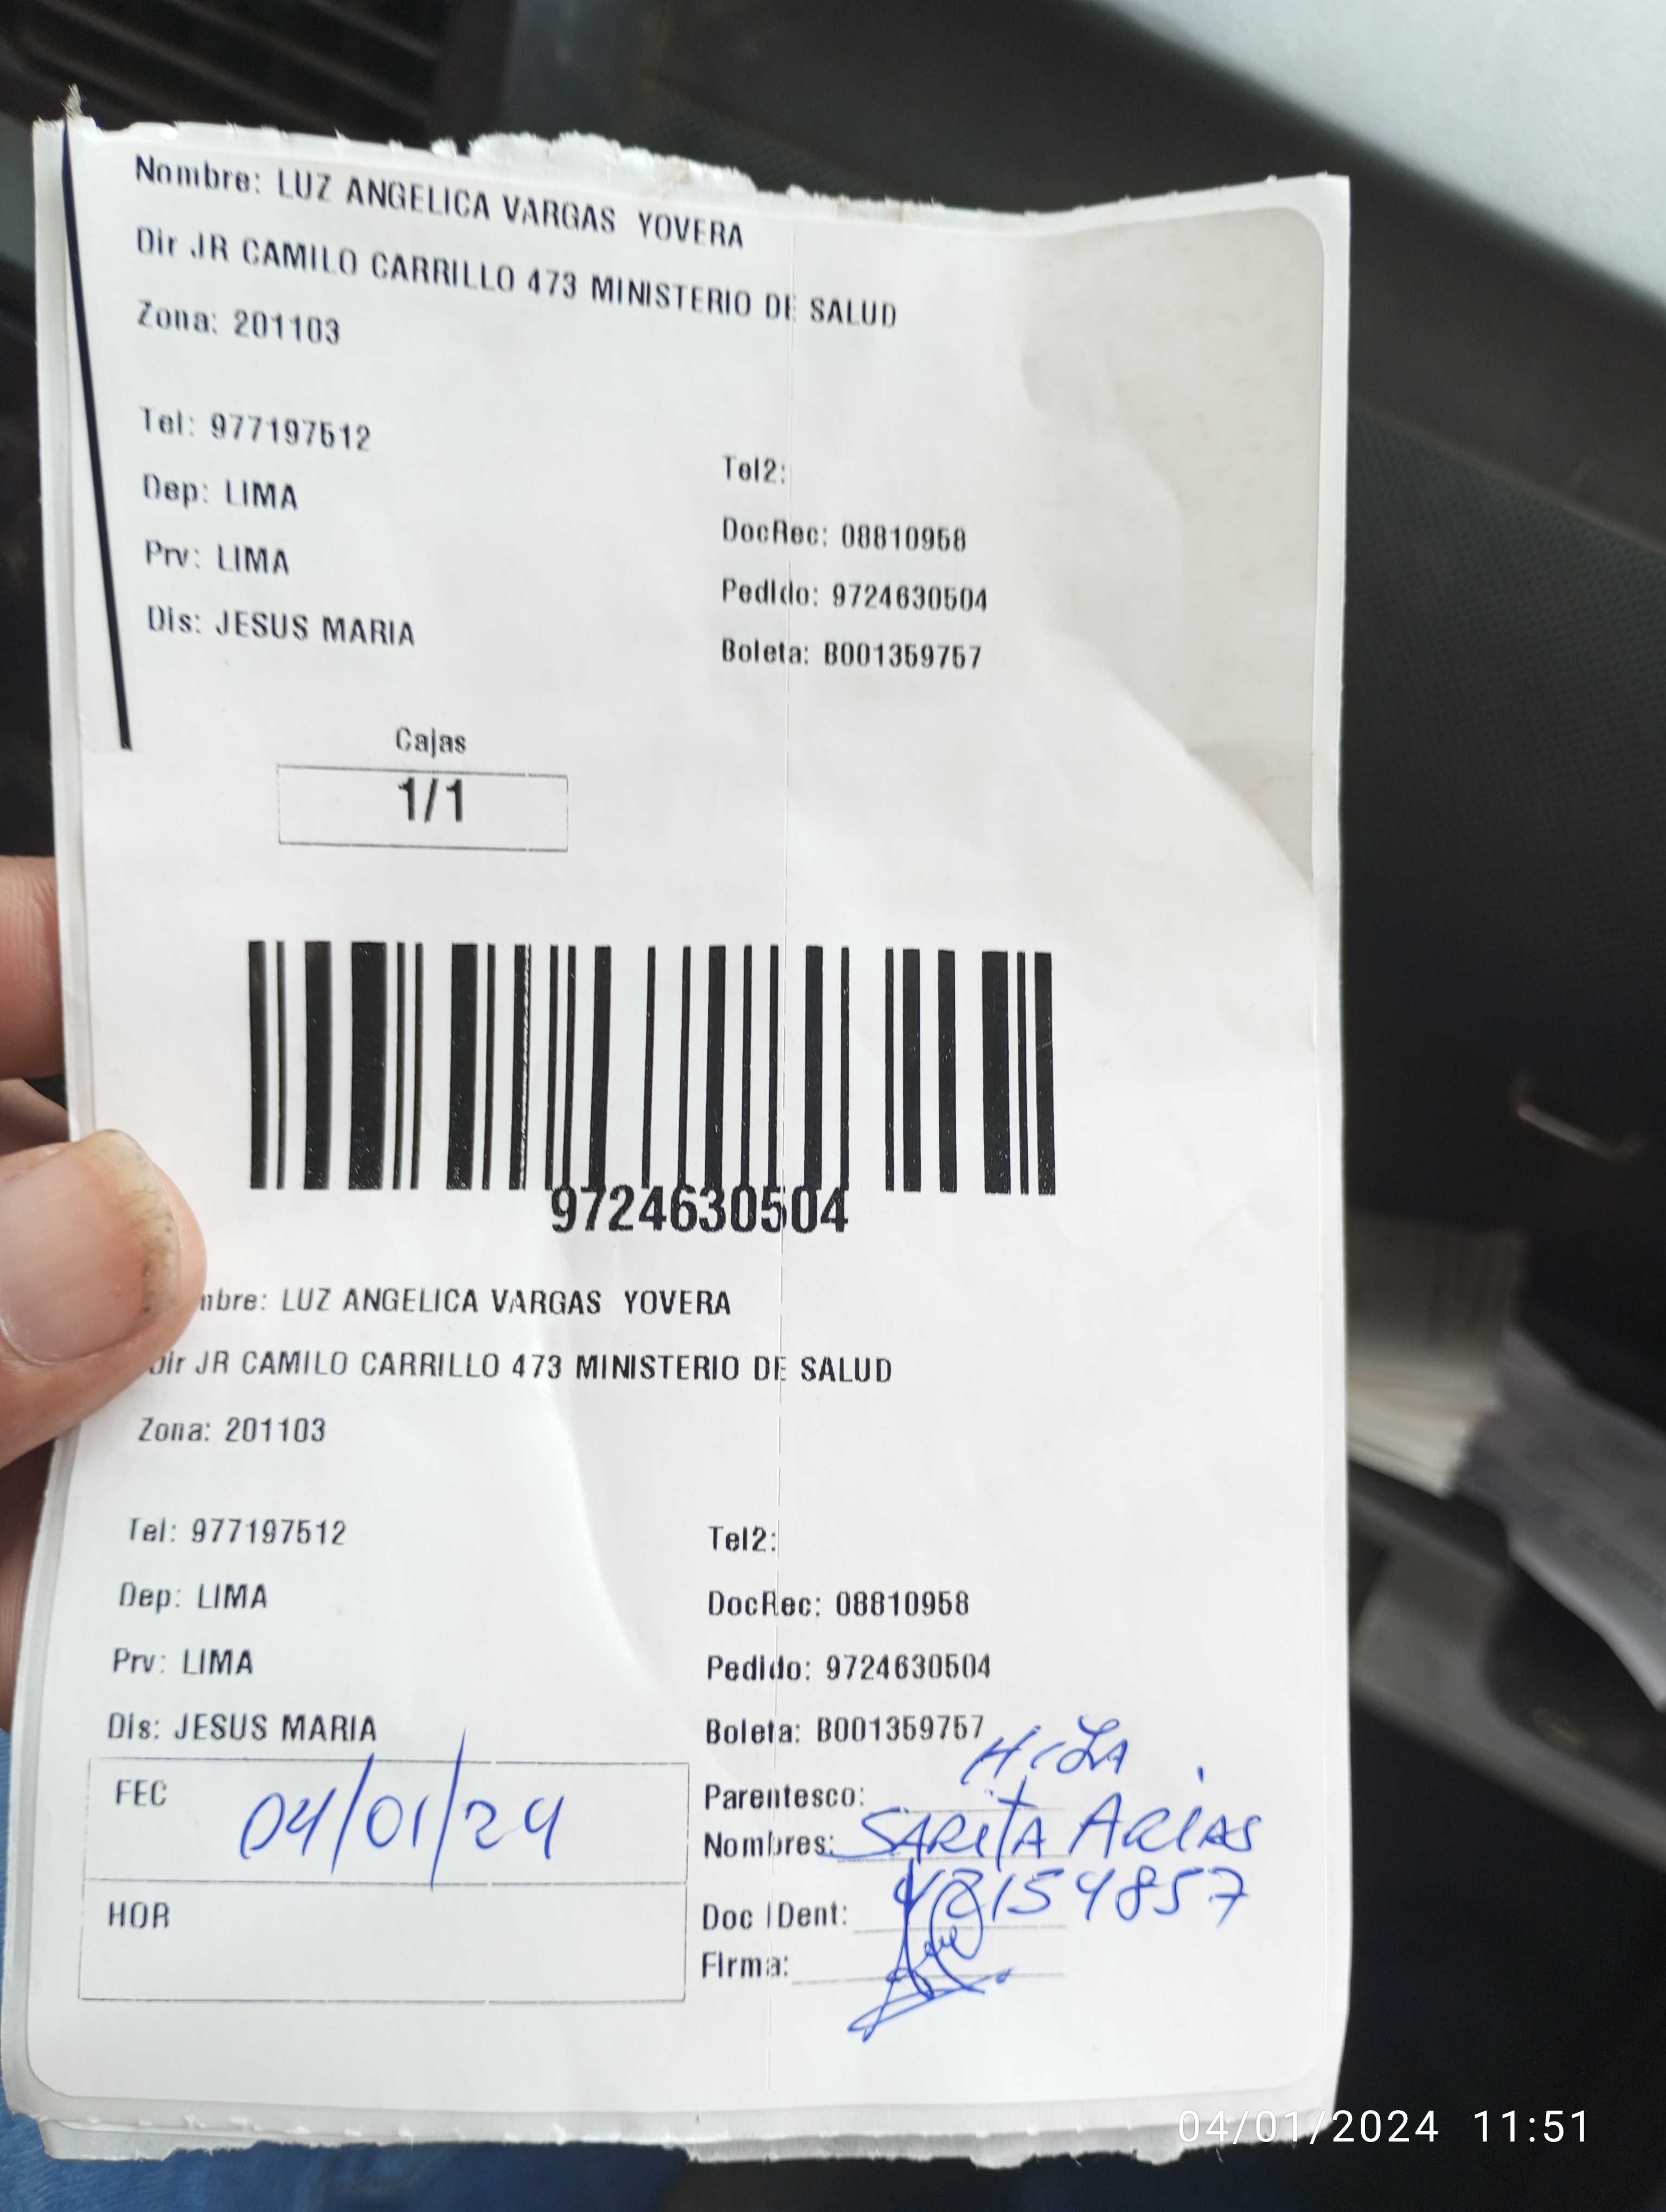 Nombre: LUZ ANGELICA VARGAS YOVERA
Dir JR CAMILO CARRILLO 473 MINISTERIO DE SALUD
Zona: 201103
Tel: 977197512
Tel2:
Dep: LIMA
DocRec: 08810958
Prv: LIMA
Pedido: 9724630504
Dis: JESUS MARIA
Boleta: B001359757
Cajas
1/1
9724630504
mbre: LUZ ANGELICA VARGAS YOVERA
Dir JR CAMILO CARRILLO 473 MINISTERIO DE SALUD
Zona: 201103
Tel: 977197512
Tel2:
Dep: LIMA
DocRec: 08810958
Prv: LIMA
Pedido: 9724630504
Dis: JESUS MARIA
Boleta: B001359757
FEC 04/01/24
Parentesco:
Nombres: SARITA ARIAS
HOR
Doc IDent:
Firma:
04/01/2024 11:51